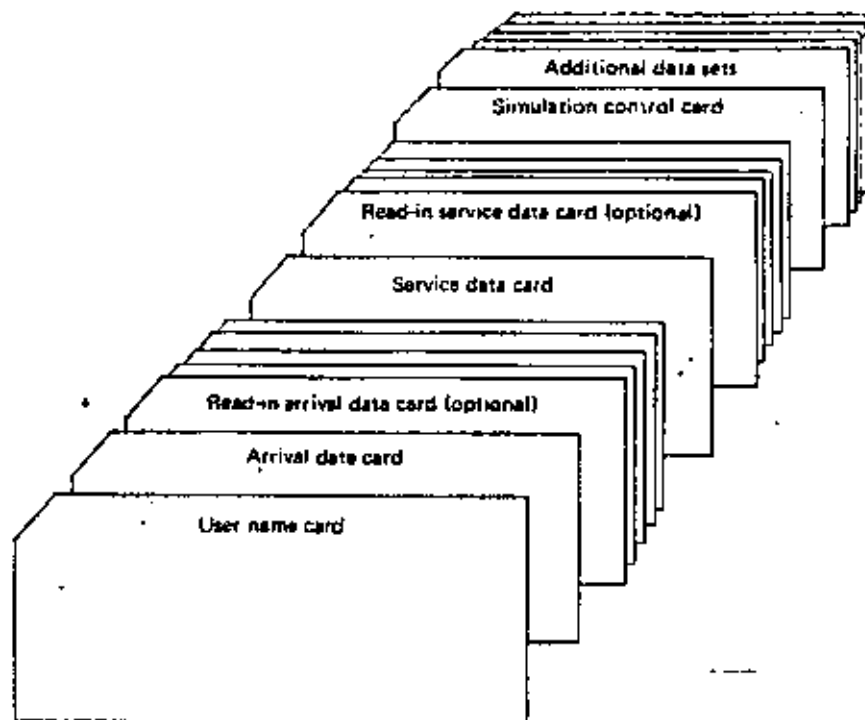 Additional data sets
Simulation control card
Read-in service data card (optional)
Service data card
Read-in arrival data card (optional)
Arrival date card
User name card